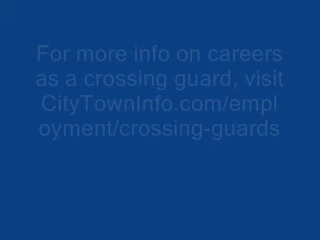 For more info on careers
as a crossing guard, visit
CityTownInfo.com/empl
oyment/crossing-guards